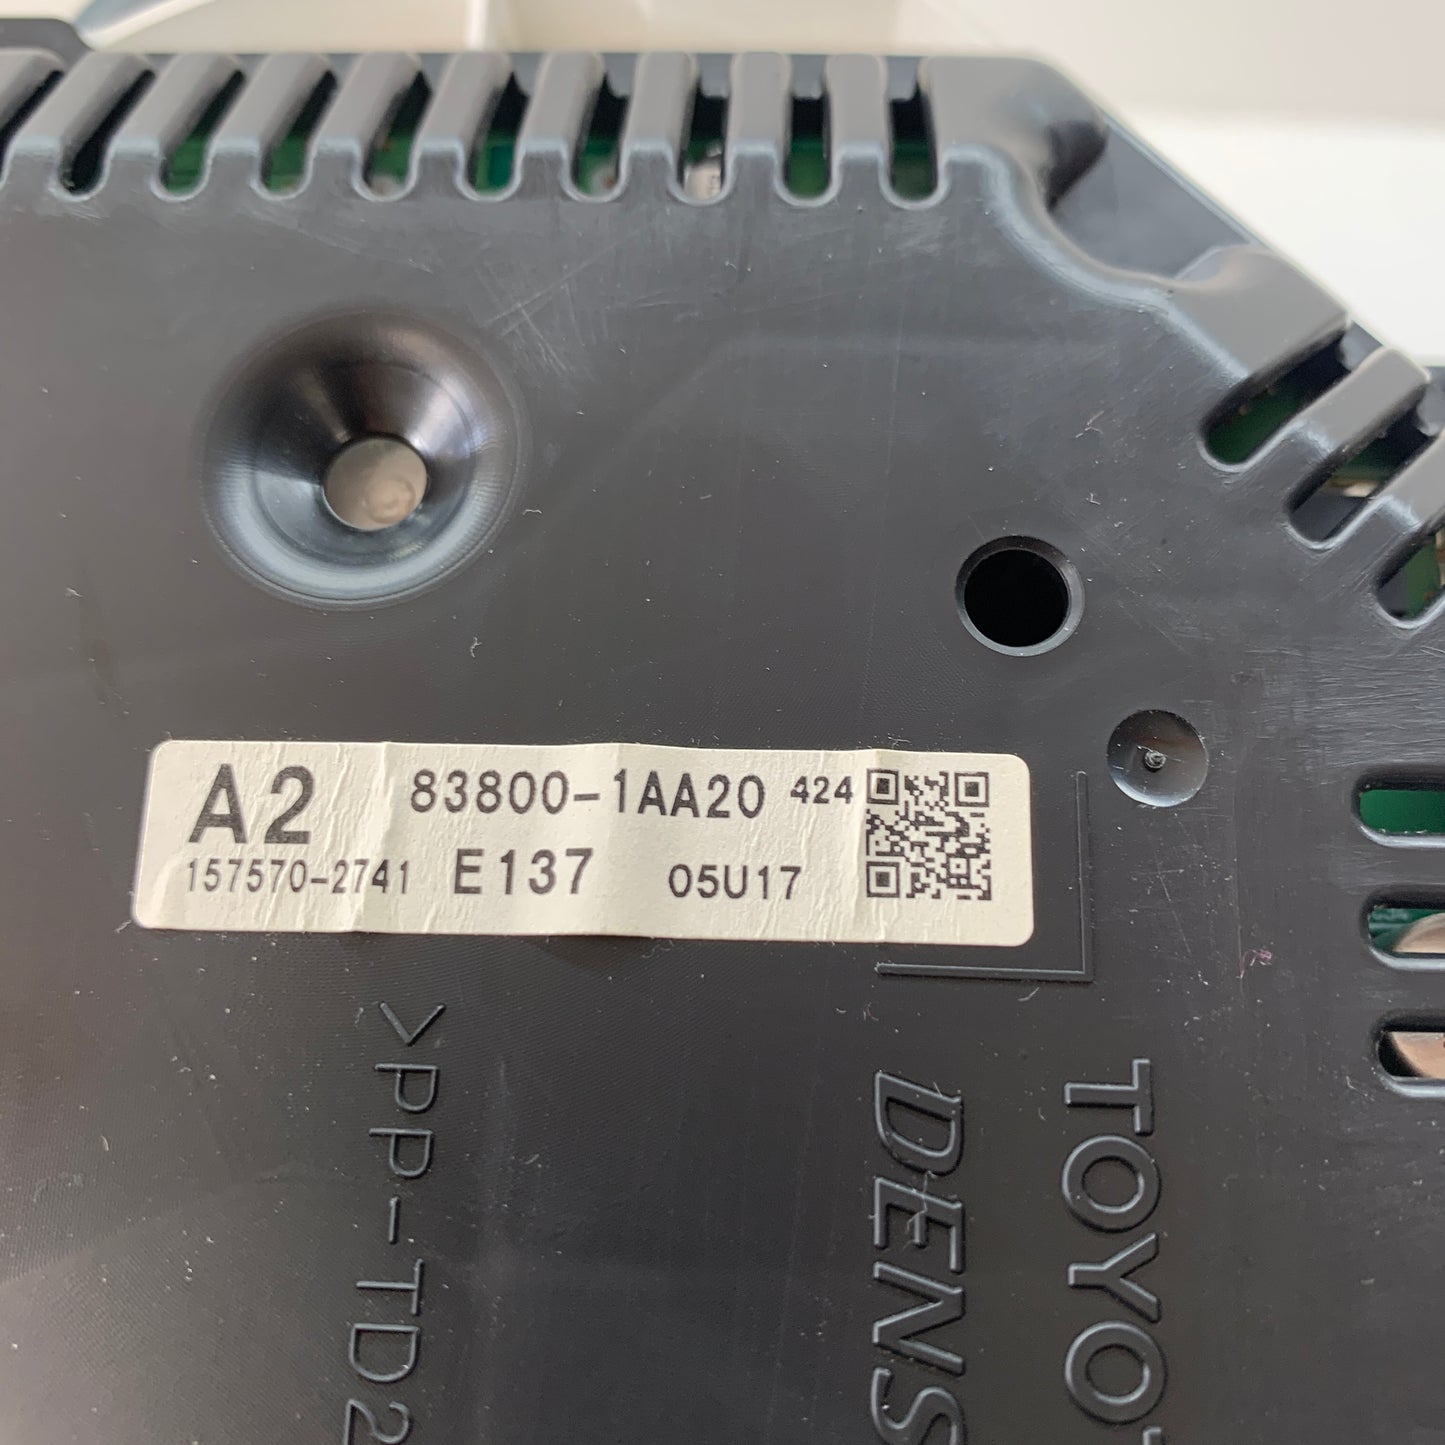 A2 83800-1AA20 424
157570-2741 E137 05U17
>PP-TD2
DENS
TOYO